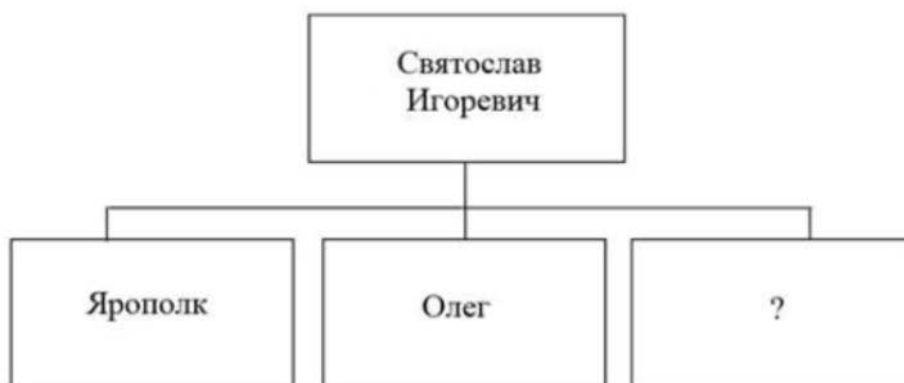 Святослав
Игоревич
Ярополк
Олег
?